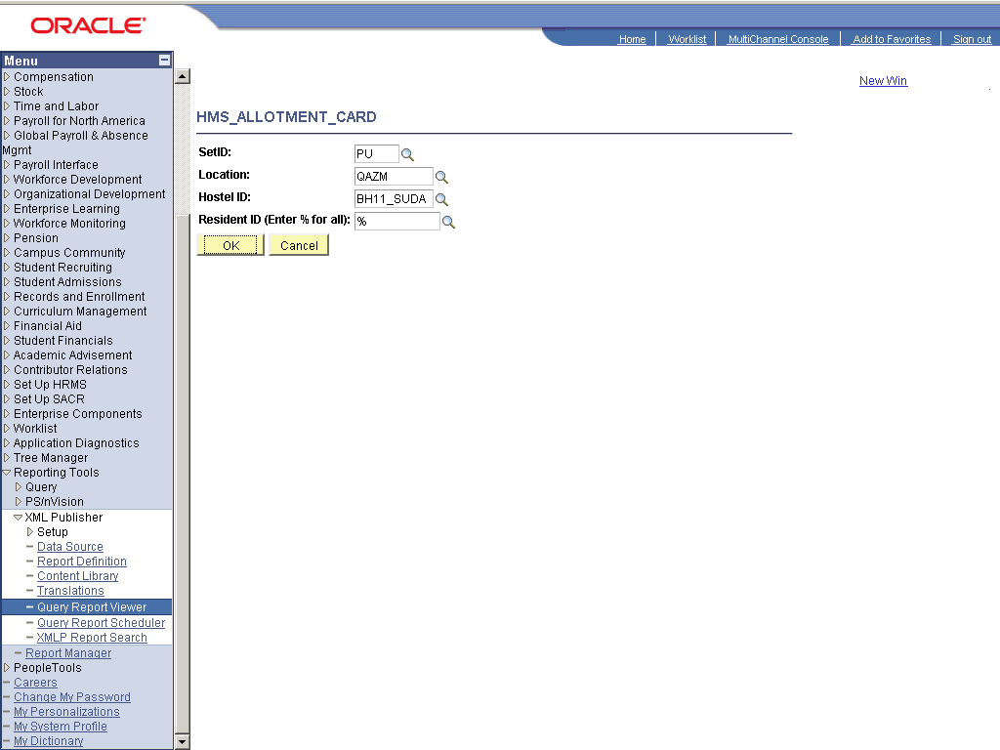 ORACLE
Home
Worklist
MultiChannel Console
Add to Favorites
Sign out
Menu
Compensation
Stock
Time and Labor
Payroll for North America
Global Payroll & Absence
Mgmt
Payroll Interface
Workforce Development
Organizational Development
Enterprise Learning
Workforce Monitoring
Pension
Campus Community
Student Recruiting
Student Admissions
Records and Enrollment
Curriculum Management
Financial Aid
Student Financials
Academic Advisement
Contributor Relations
Set Up HRMS
Set Up SACR
Enterprise Components
Worklist
Application Diagnostics
Tree Manager
Reporting Tools
Query
PS/nVision
XML Publisher
Setup
Data Source
Report Definition
Content Library
Translations
Query Report Viewer
Query Report Scheduler
XMLP Report Search
Report Manager
PeopleTools
Careers
Change My Password
My Personalizations
My System Profile
My Dictionary
New Win
HMS_ALLOTMENT_CARD
SetID: PU
Location: QAZM
Hostel ID: BH11_SUDA
Resident ID (Enter % for all): %
OK Cancel